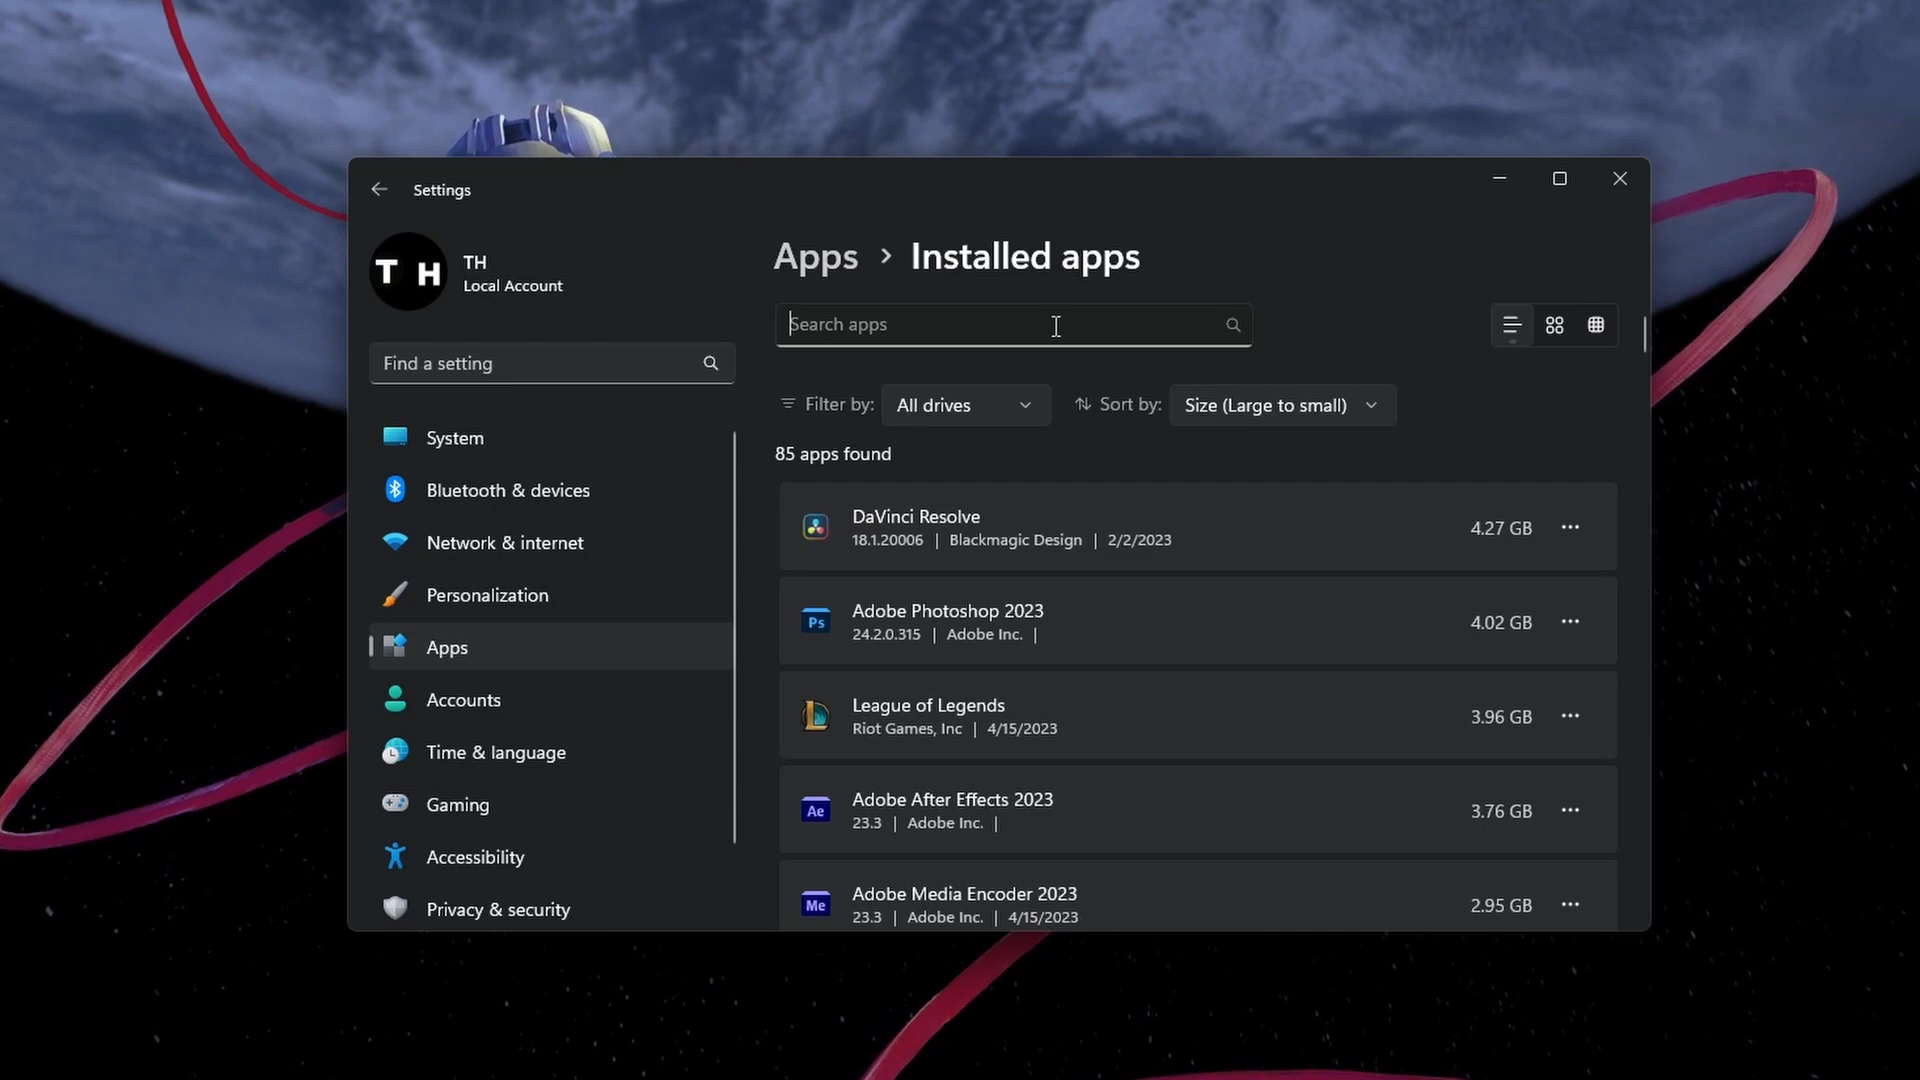 Settings
TH
TH
Local Account
Find a setting
System
Bluetooth & devices
Network & internet
Personalization
Apps
Accounts
Time & language
Gaming
Accessibility
Privacy & security
Apps > Installed apps
Search apps
Filter by: All drives Sort by: Size (Large to small)
85 apps found
DaVinci Resolve
18.1.20006 | Blackmagic Design | 2/2/2023
4.27 GB
Ps
Adobe Photoshop 2023
24.2.0.315 | Adobe Inc. |
4.02 GB
League of Legends
Riot Games, Inc | 4/15/2023
3.96 GB
Ae
Adobe After Effects 2023
23.3 | Adobe Inc. |
3.76 GB
Me
Adobe Media Encoder 2023
23.3 | Adobe Inc. | 4/15/2023
2.95 GB